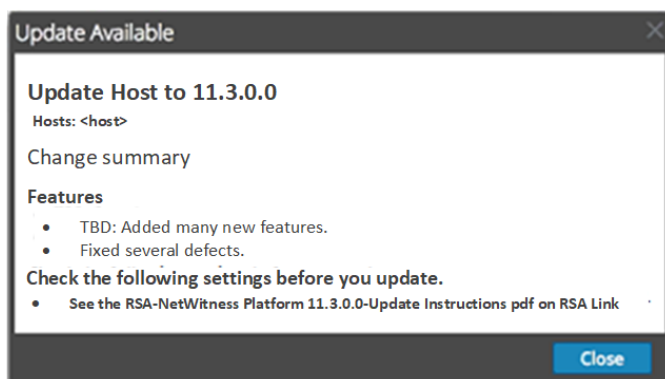 Update Available
Update Host to 11.3.0.0
Hosts: <host>
Change summary
Features
• TBD: Added many new features.
• Fixed several defects.
Check the following settings before you update.
• See the RSA-NetWitness Platform 11.3.0.0-Update Instructions pdf on RSA Link
Close